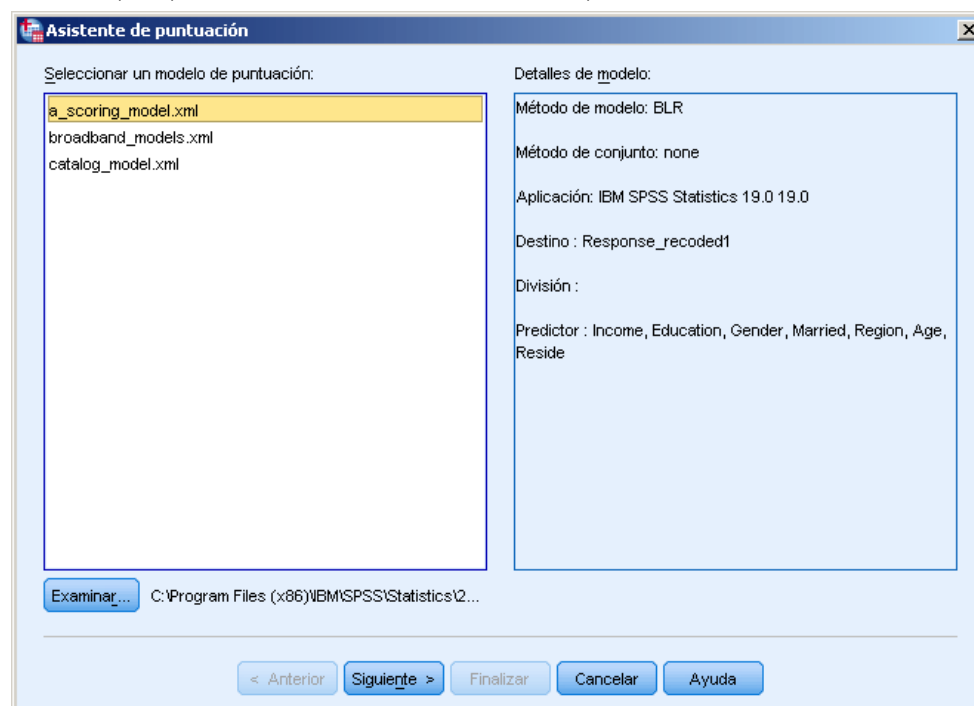 Asistente de puntuación
Seleccionar un modelo de puntuación:
a_scoring_model.xml
broadband_models.xml
catalog_model.xml
Detalles de modelo:
Método de modelo: BLR
Método de conjunto: none
Aplicación: IBM SPSS Statistics 19.0 19.0
Destino : Response_recoded1
División :
Predictor : Income, Education, Gender, Married, Region, Age,
Reside
Examinar... C:\Program Files (x86)\IBM\SPSS\Statistics\2...
< Anterior Siguiente > Finalizar Cancelar Ayuda